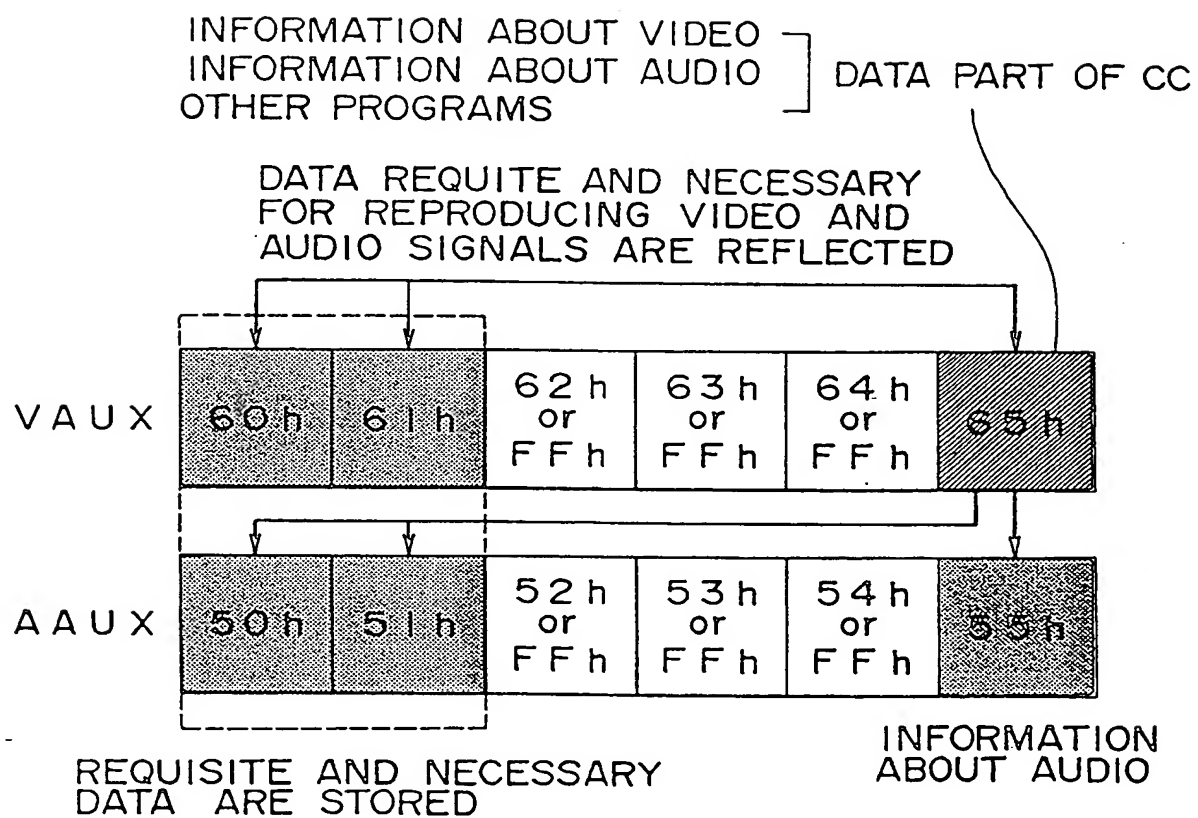 INFORMATION ABOUT VIDEO
INFORMATION ABOUT AUDIO
OTHER PROGRAMS
DATA PART OF CC
DATA REQUITE AND NECESSARY
FOR REPRODUCING VIDEO AND
AUDIO SIGNALS ARE REFLECTED
VAUX
60h
61h
62h
or
FFh
63h
or
FFh
64h
or
FFh
65h
AAUX
50h
51h
52h
or
FFh
53h
or
FFh
54h
or
FFh
55h
INFORMATION
ABOUT AUDIO
REQUISITE AND NECESSARY
DATA ARE STORED